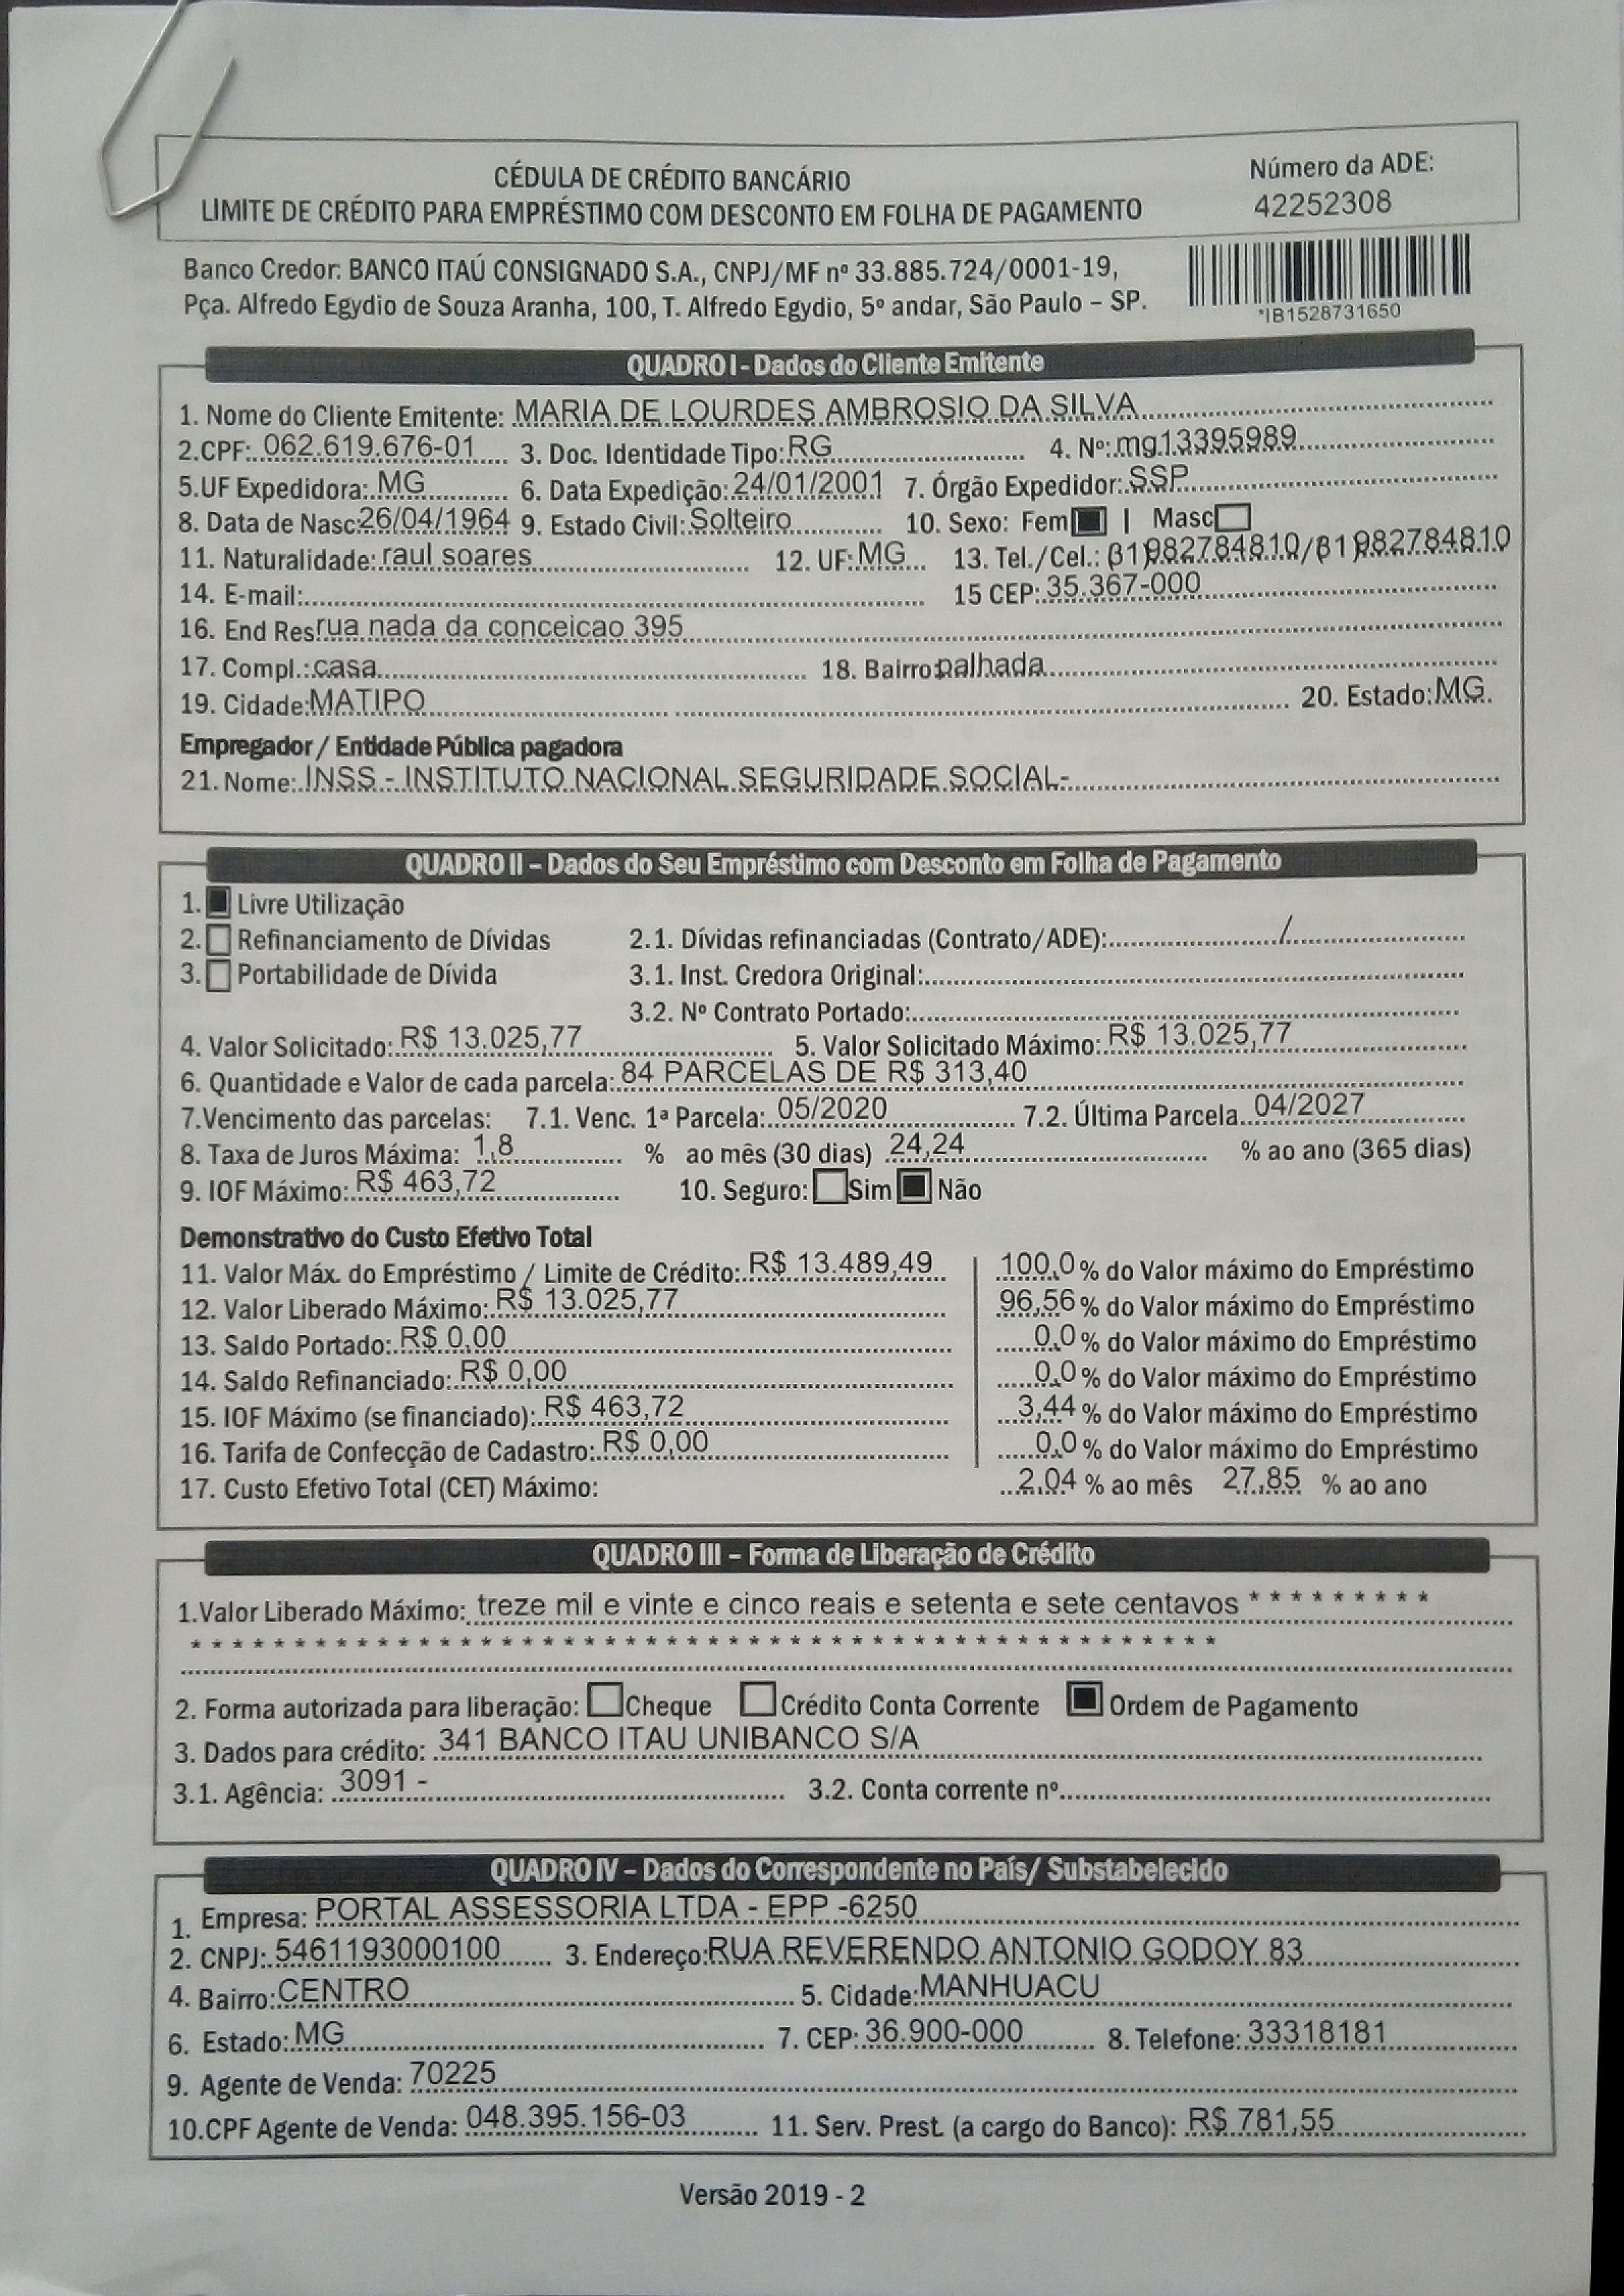 CÉDULA DE CRÉDITO BANCÁRIO
LIMITE DE CRÉDITO PARA EMPRÉSTIMO COM DESCONTO EM FOLHA DE PAGAMENTO
Número da ADE:
42252308
Banco Credor: BANCO ITAÚ CONSIGNADO S.A., CNPJ/MF nº 33.885.724/0001-19,
Pça. Alfredo Egydio de Souza Aranha, 100, T. Alfredo Egydio, 5º andar, São Paulo – SP.
*IB1528731650
QUADRO I - Dados do Cliente Emitente
1. Nome do Cliente Emitente: MARIA DE LOURDES AMBROSIO DA SILVA
2.CPF: 062.619.676-01 3. Doc. Identidade Tipo: RG 4. Nº: mg13395989
5.UF Expedidora: MG 6. Data Expedição: 24/01/2001 7. Órgão Expedidor: SSP
8. Data de Nasc: 26/04/1964 9. Estado Civil: Solteiro 10. Sexo: Fem | Masc
11. Naturalidade: raul soares 12. UF: MG 13. Tel./Cel.: (31)982784810/(31)982784810
14. E-mail: 15 CEP: 35.367-000
16. End Res: rua nada da conceicao 395
17. Compl.: casa 18. Bairro: palhada
19. Cidade: MATIPO 20. Estado: MG
Empregador / Entidade Pública pagadora
21. Nome: INSS - INSTITUTO NACIONAL SEGURIDADE SOCIAL-
QUADRO II – Dados do Seu Empréstimo com Desconto em Folha de Pagamento
1. Livre Utilização
2. Refinanciamento de Dívidas 2.1. Dívidas refinanciadas (Contrato/ADE): /
3. Portabilidade de Dívida 3.1. Inst. Credora Original:
3.2. Nº Contrato Portado:
4. Valor Solicitado: R$ 13.025,77 5. Valor Solicitado Máximo: R$ 13.025,77
6. Quantidade e Valor de cada parcela: 84 PARCELAS DE R$ 313,40
7.Vencimento das parcelas: 7.1. Venc. 1ª Parcela: 05/2020 7.2. Última Parcela 04/2027
8. Taxa de Juros Máxima: 1,8 % ao mês (30 dias) 24,24 % ao ano (365 dias)
9. IOF Máximo: R$ 463,72 10. Seguro: Sim Não
Demonstrativo do Custo Efetivo Total
11. Valor Máx. do Empréstimo / Limite de Crédito: R$ 13.489,49 100,0 % do Valor máximo do Empréstimo
12. Valor Liberado Máximo: R$ 13.025,77 96,56 % do Valor máximo do Empréstimo
13. Saldo Portado: R$ 0,00 0,0 % do Valor máximo do Empréstimo
14. Saldo Refinanciado: R$ 0,00 0,0 % do Valor máximo do Empréstimo
15. IOF Máximo (se financiado): R$ 463,72 3,44 % do Valor máximo do Empréstimo
16. Tarifa de Confecção de Cadastro: R$ 0,00 0,0 % do Valor máximo do Empréstimo
17. Custo Efetivo Total (CET) Máximo: 2,04 % ao mês 27,85 % ao ano
QUADRO III – Forma de Liberação de Crédito
1.Valor Liberado Máximo: treze mil e vinte e cinco reais e setenta e sete centavos * * * * * * * * *
* * * * * * * * * * * * * * * * * * * * * * * * * * * * * * * * * * * * * * * * * * * * * * * * * *
2. Forma autorizada para liberação: Cheque Crédito Conta Corrente Ordem de Pagamento
3. Dados para crédito: 341 BANCO ITAU UNIBANCO S/A
3.1. Agência: 3091 - 3.2. Conta corrente nº
QUADRO IV – Dados do Correspondente no País/ Substabelecido
1. Empresa: PORTAL ASSESSORIA LTDA - EPP -6250
2. CNPJ: 5461193000100 3. Endereço: RUA REVERENDO ANTONIO GODOY 83
4. Bairro: CENTRO 5. Cidade: MANHUACU
6. Estado: MG 7. CEP: 36.900-000 8. Telefone: 33318181
9. Agente de Venda: 70225
10.CPF Agente de Venda: 048.395.156-03 11. Serv. Prest. (a cargo do Banco): R$ 781,55
Versão 2019 - 2